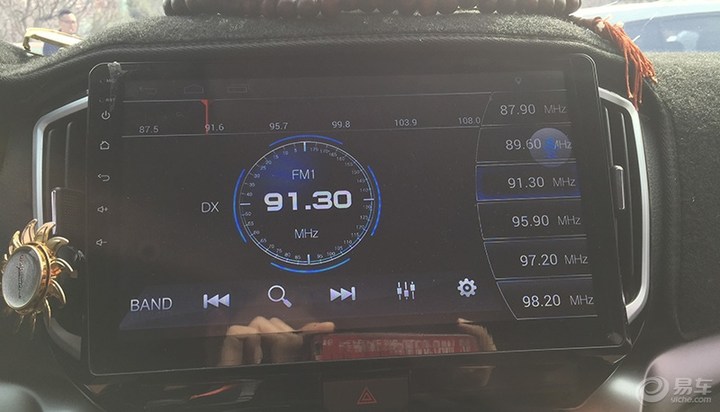 87.5 91.6 95.7 99.8 103.9 108.0
FM1
DX 91.30
MHz
BAND
87.90 MHz
89.60 MHz
91.30 MHz
95.90 MHz
97.20 MHz
98.20 MHz
易车
yiche.com